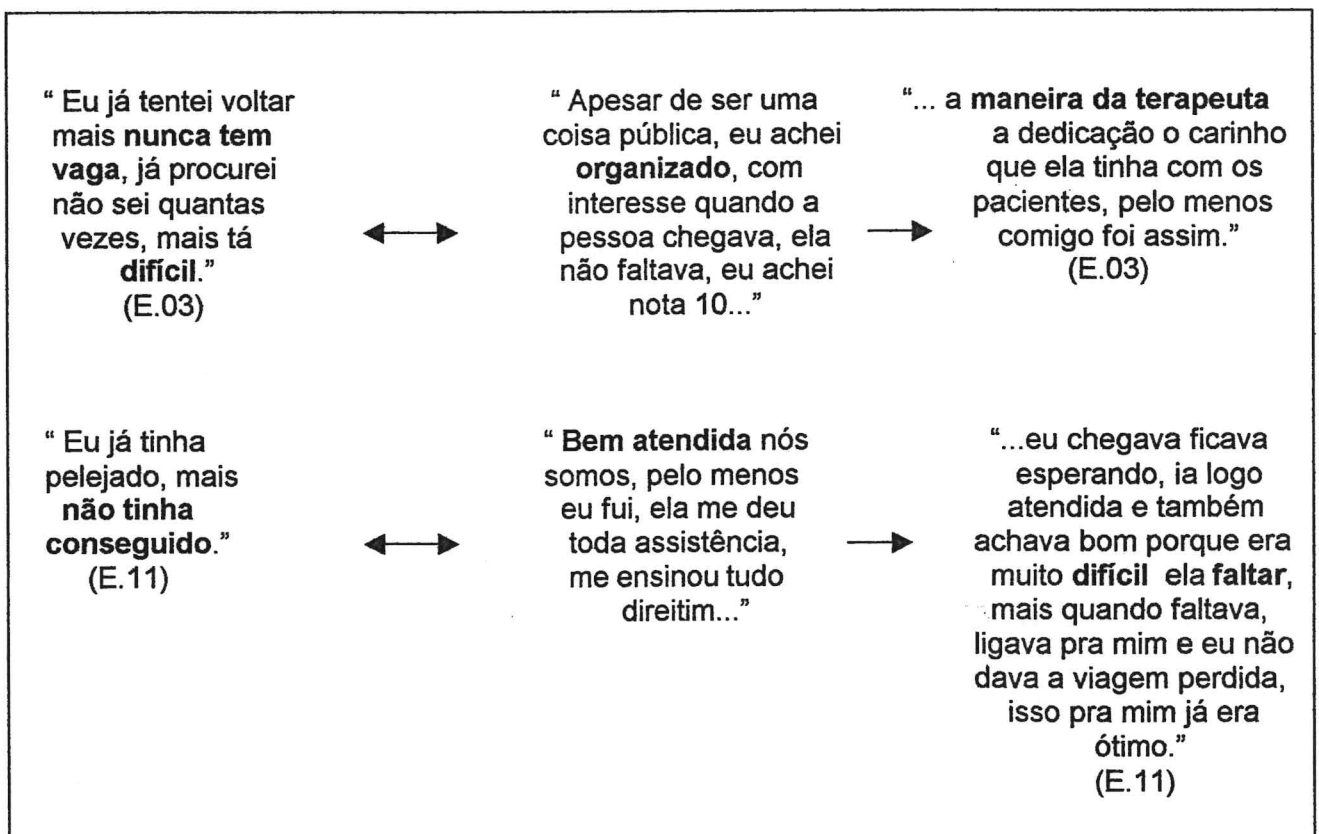 “ Eu já tentei voltar
mais nunca tem
vaga, já procurei
não sei quantas
vezes, mais tá
difícil.”
(E.03)
“ Apesar de ser uma
coisa pública, eu achei
organizado, com
interesse quando a
pessoa chegava, ela
não faltava, eu achei
nota 10...”
“... a maneira da terapeuta
a dedicação o carinho
que ela tinha com os
pacientes, pelo menos
comigo foi assim.”
(E.03)
“ Eu já tinha
pelejado, mais
não tinha
conseguido.”
(E.11)
“ Bem atendida nós
somos, pelo menos
eu fui, ela me deu
toda assistência,
me ensinou tudo
direitim...”
“...eu chegava ficava
esperando, ia logo
atendida e também
achava bom porque era
muito difícil ela faltar,
mais quando faltava,
ligava pra mim e eu não
dava a viagem perdida,
isso pra mim já era
ótimo.”
(E.11)